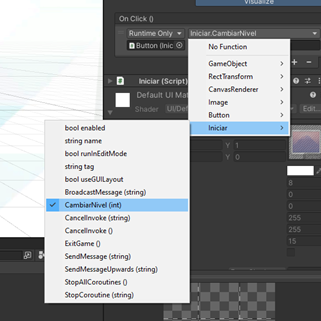 Visualize
On Click ()
Runtime Only
Iniciar.CambiarNivel
Button (Inic
No Function
GameObject
RectTransform
CanvasRenderer
Image
Button
Iniciar
Iniciar (Script)
Default UI Mat
Shader
UI/Def
Edit...
Y 1
Y 0
8
0
255
255
15
bool enabled
string name
bool runInEditMode
string tag
bool useGUILayout
BroadcastMessage (string)
CambiarNivel (int)
CancelInvoke (string)
CancelInvoke ()
ExitGame ()
SendMessage (string)
SendMessageUpwards (string)
StopAllCoroutines ()
StopCoroutine (string)